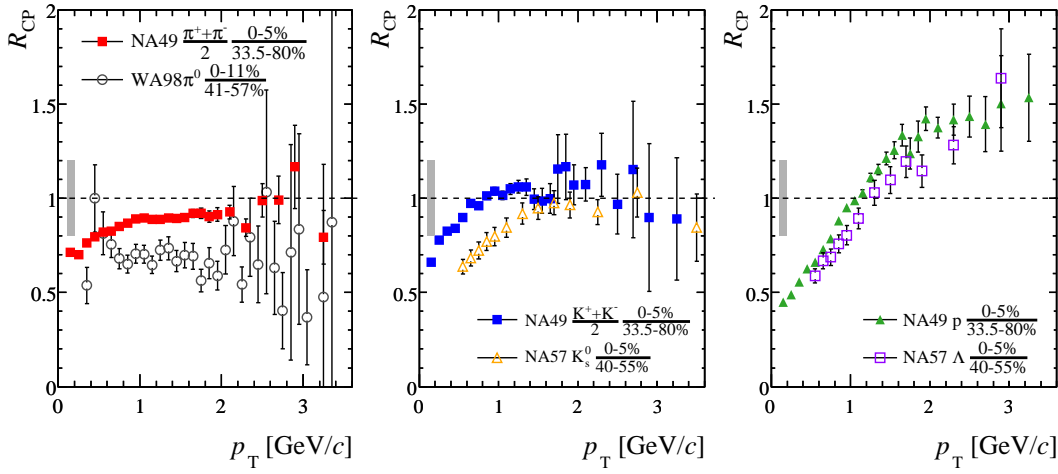 R_CP
2
1.5
1
0.5
0
NA49 (π⁺+π⁻)/2 0-5%/33.5-80%
WA98π⁰ 0-11%/41-57%
0 1 2 3
p_T [GeV/c]
R_CP
2
1.5
1
0.5
0
NA49 (K⁺+K⁻)/2 0-5%/33.5-80%
NA57 K⁰_s 0-5%/40-55%
0 1 2 3
p_T [GeV/c]
R_CP
2
1.5
1
0.5
0
NA49 p 0-5%/33.5-80%
NA57 Λ 0-5%/40-55%
0 1 2 3
p_T [GeV/c]